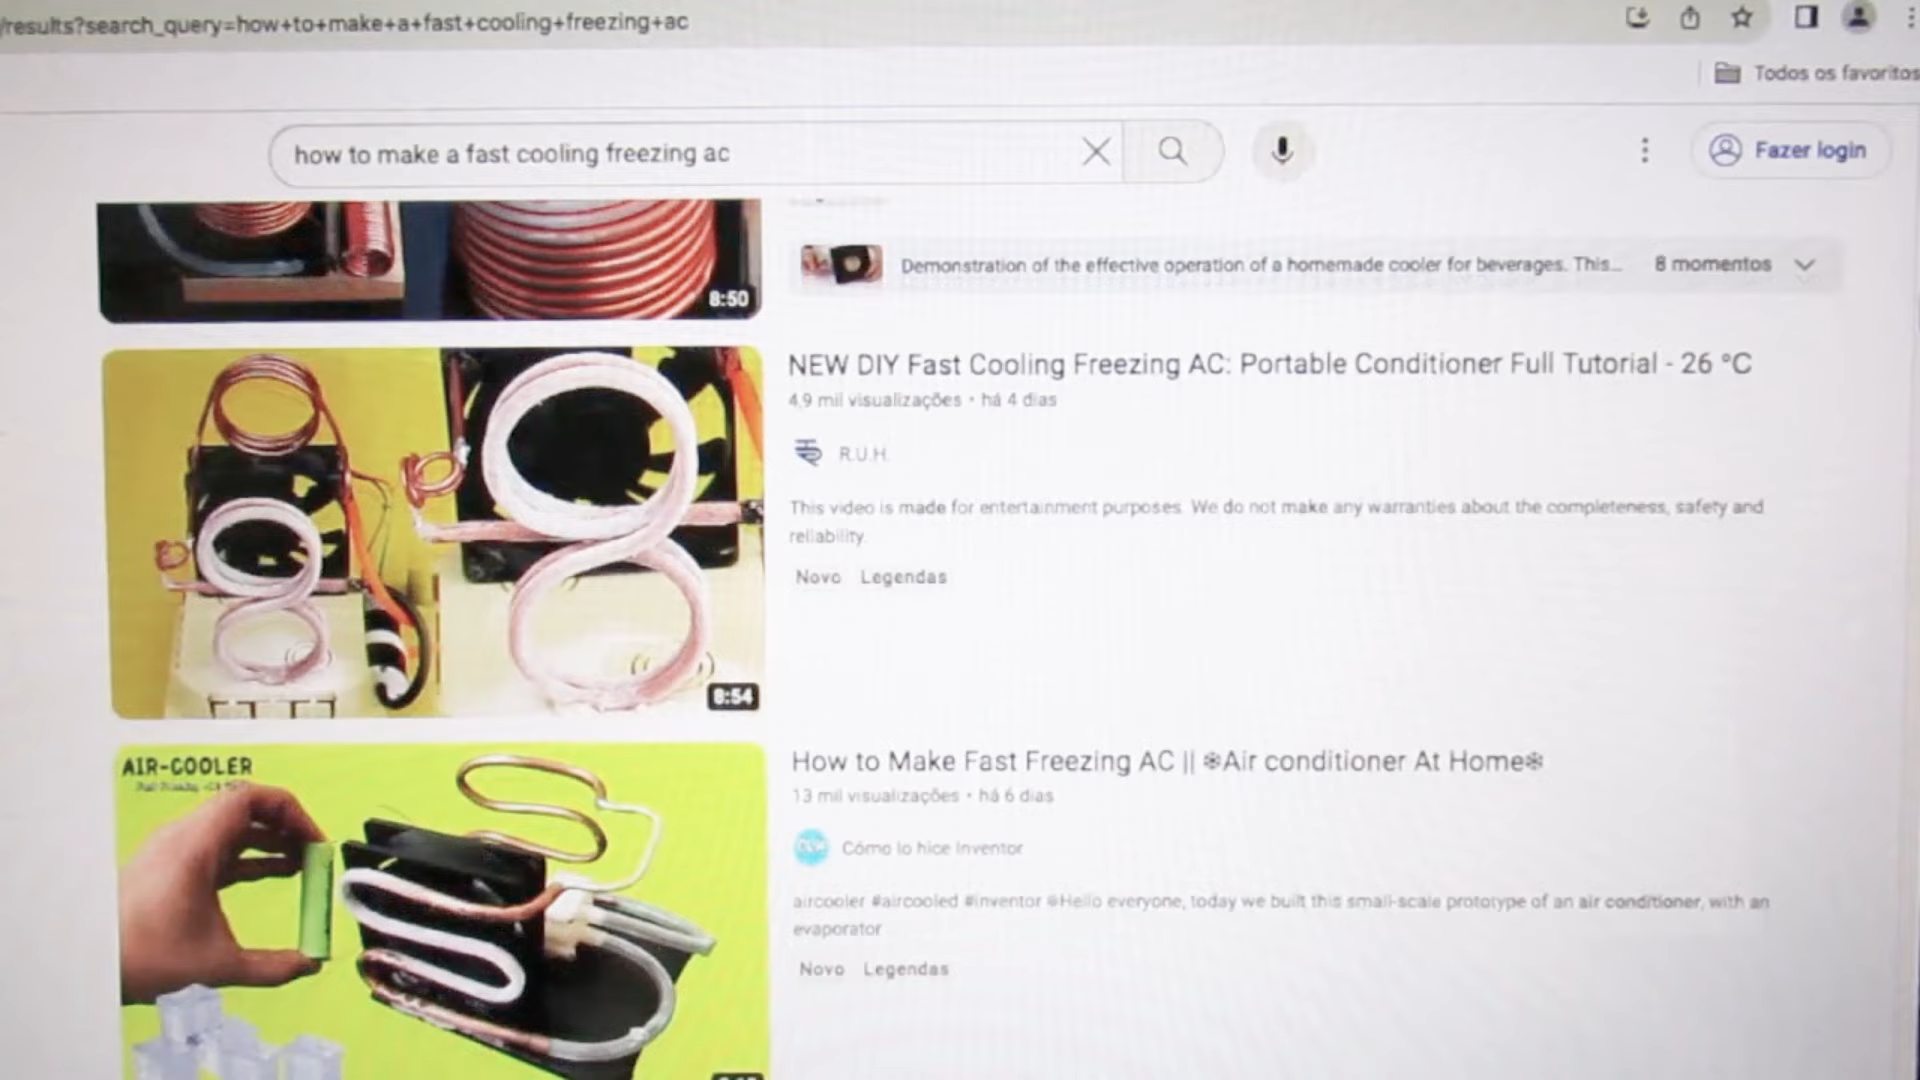 /results?search_query=how+to+make+a+fast+cooling+freezing+ac
Todos os favoritos
how to make a fast cooling freezing ac
Fazer login
8:50
Demonstration of the effective operation of a homemade cooler for beverages. This...
8 momentos
NEW DIY Fast Cooling Freezing AC: Portable Conditioner Full Tutorial - 26 °C
4,9 mil visualizações • há 4 dias
R.U.H.
This video is made for entertainment purposes. We do not make any warranties about the completeness, safety and
reliability.
Novo Legendas
8:54
AIR-COOLER
How to Make Fast Freezing AC || ❄Air conditioner At Home❄
13 mil visualizações • há 6 dias
Cómo lo hice Inventor
aircooler #aircooled #inventor @Hello everyone, today we built this small-scale prototype of an air conditioner, with an
evaporator
Novo Legendas